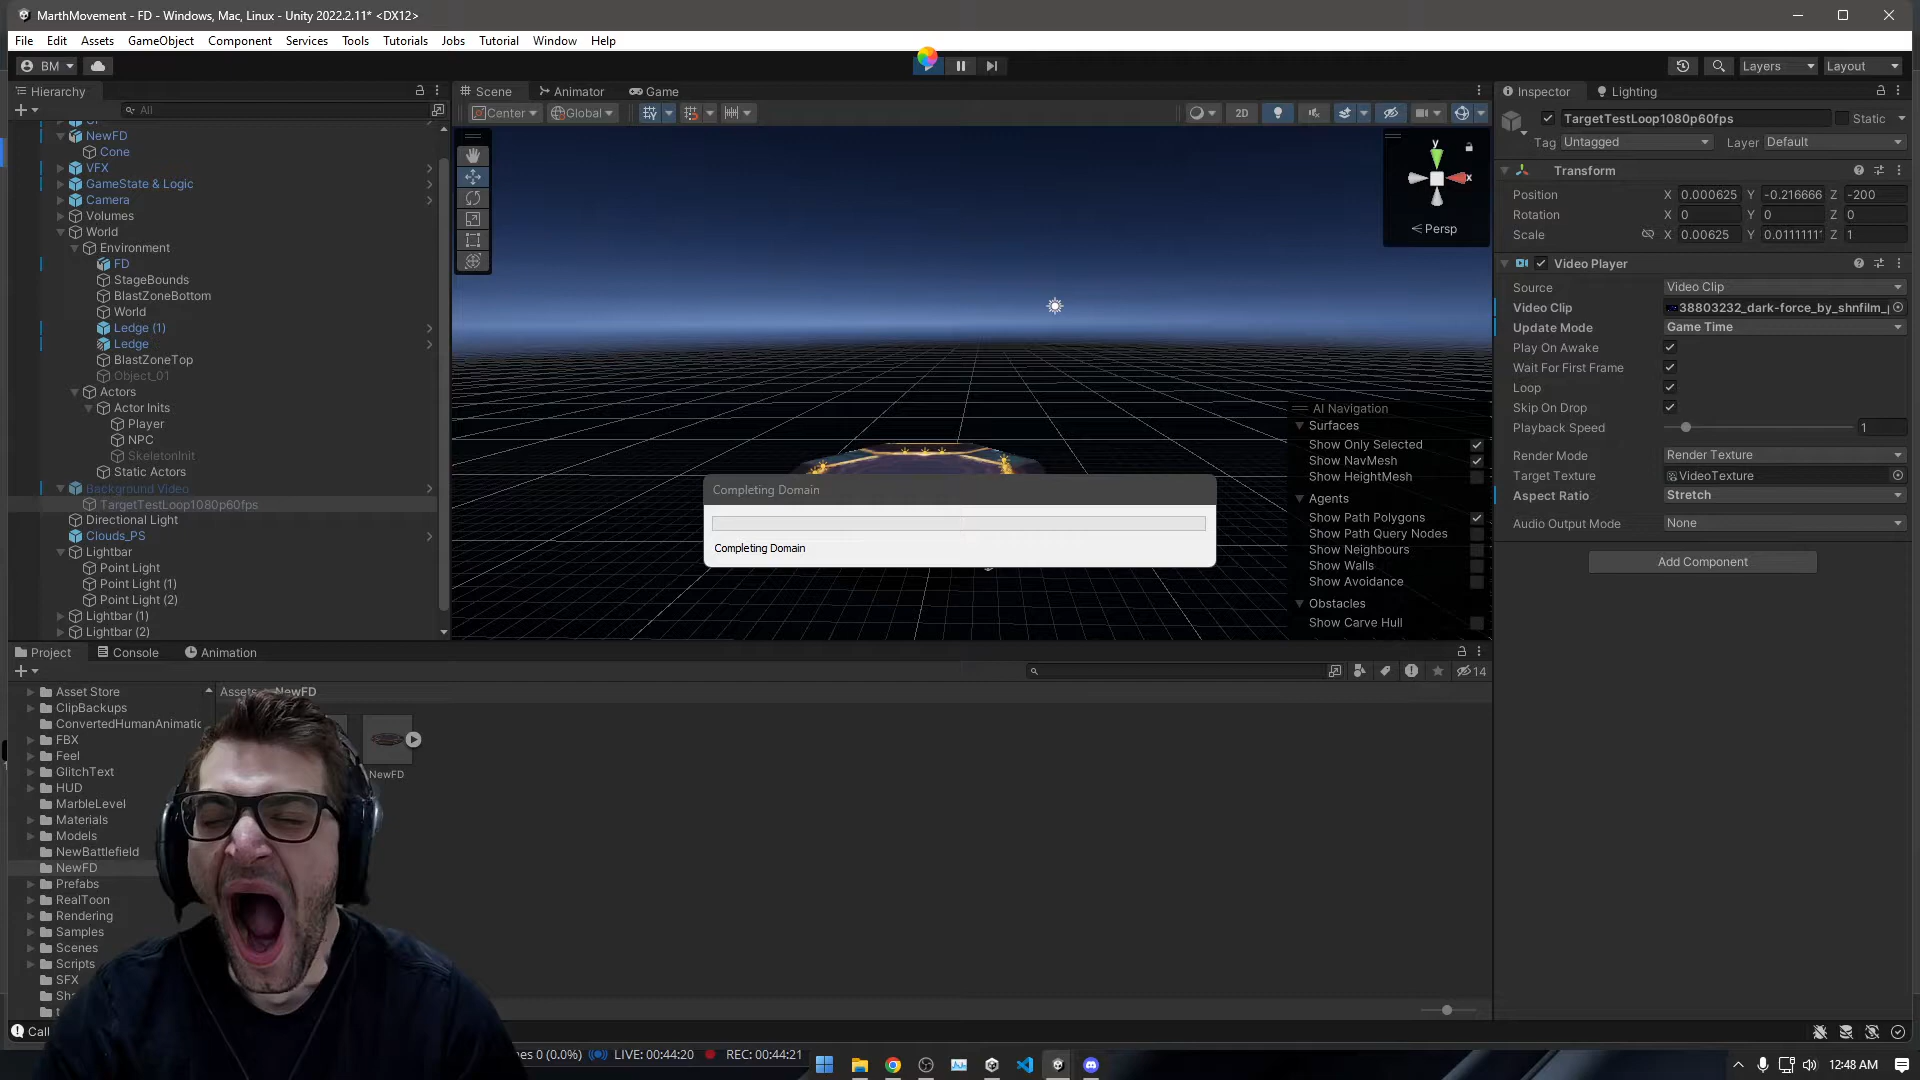 MarthMovement - FD - Windows, Mac, Linux - Unity 2022.2.11* <DX12>
File Edit Assets GameObject Component Services Tools Tutorials Jobs Tutorial Window Help
BM
Layers Layout
Hierarchy
All
NewFD
Cone
VFX
GameState & Logic
Camera
Volumes
World
Environment
FD
StageBounds
BlastZoneBottom
World
Ledge (1)
Ledge
BlastZoneTop
Object_01
Actors
Actor Inits
Player
NPC
SkeletonInit
Static Actors
Background Video
TargetTestLoop1080p60fps
Directional Light
Clouds_PS
Lightbar
Point Light
Point Light (1)
Point Light (2)
Lightbar (1)
Lightbar (2)
Scene Animator Game
Center Global 2D
y
x
Persp
AI Navigation
Surfaces
Show Only Selected
Show NavMesh
Show HeightMesh
Agents
Show Path Polygons
Show Path Query Nodes
Show Neighbours
Show Walls
Show Avoidance
Obstacles
Show Carve Hull
Completing Domain
Completing Domain
Inspector Lighting
TargetTestLoop1080p60fps Static
Tag Untagged Layer Default
Transform
Position X 0.000625 Y -0.216666 Z -200
Rotation X 0 Y 0 Z 0
Scale X 0.00625 Y 0.0111111 Z 1
Video Player
Source Video Clip
Video Clip 38803232_dark-force_by_shnfilm_
Update Mode Game Time
Play On Awake
Wait For First Frame
Loop
Skip On Drop
Playback Speed 1
Render Mode Render Texture
Target Texture VideoTexture
Aspect Ratio Stretch
Audio Output Mode None
Add Component
Project Console Animation
14
Asset Store
ClipBackups
ConvertedHumanAnimatic
FBX
Feel
GlitchText
HUD
MarbleLevel
Materials
Models
NewBattlefield
NewFD
Prefabs
RealToon
Rendering
Samples
Scenes
Scripts
SFX
Sh
t
Assets NewFD
NewFD
Call
mes 0 (0.0%) LIVE: 00:44:20 REC: 00:44:21
12:48 AM